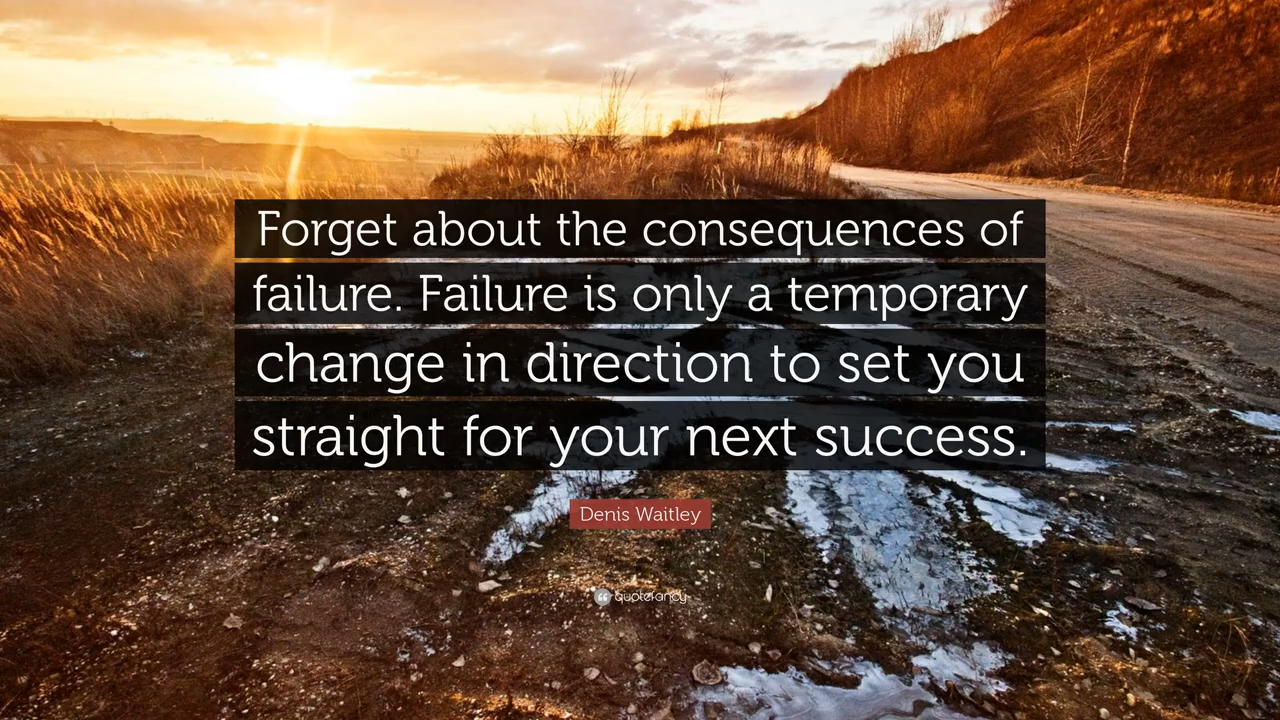 Forget about the consequences of
failure. Failure is only a temporary
change in direction to set you
straight for your next success.
Denis Waitley
quotefancy